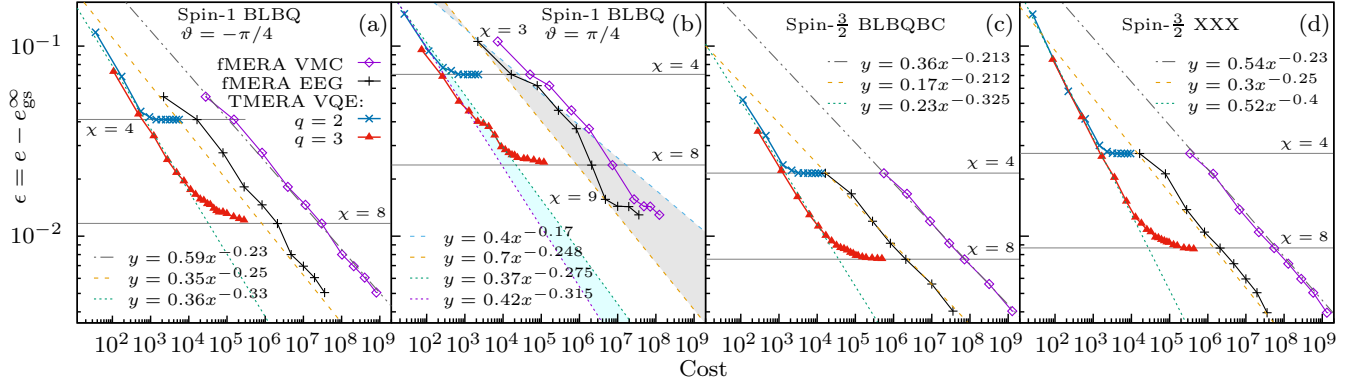 ϵ = e − e_gs^∞
10^−1
10^−2
Spin-1 BLBQ
ϑ = −π/4
(a)
fMERA VMC
fMERA EEG
TMERA VQE:
q = 2
q = 3
χ = 4
χ = 8
y = 0.59x^−0.23
y = 0.35x^−0.25
y = 0.36x^−0.33
10^2 10^3 10^4 10^5 10^6 10^7 10^8 10^9
Spin-1 BLBQ
ϑ = π/4
(b)
χ = 3
χ = 4
χ = 8
χ = 9
y = 0.4x^−0.17
y = 0.7x^−0.248
y = 0.37x^−0.275
y = 0.42x^−0.315
10^2 10^3 10^4 10^5 10^6 10^7 10^8 10^9
Spin-3/2 BLBQBC
(c)
y = 0.36x^−0.213
y = 0.17x^−0.212
y = 0.23x^−0.325
χ = 4
χ = 8
10^2 10^3 10^4 10^5 10^6 10^7 10^8 10^9
Spin-3/2 XXX
(d)
y = 0.54x^−0.23
y = 0.3x^−0.25
y = 0.52x^−0.4
χ = 4
χ = 8
10^2 10^3 10^4 10^5 10^6 10^7 10^8 10^9
Cost